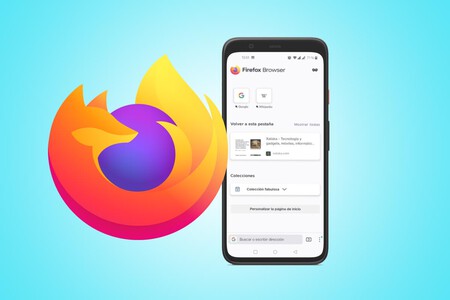 Firefox Browser
Google
Wikipedia
Volver a esta pestaña
Mostrar todas
Xataka - Tecnología y
gadgets, móviles, informátic...
Colecciones
Colección fabulosa
Personalizar la página de inicio
Buscar o escribir dirección